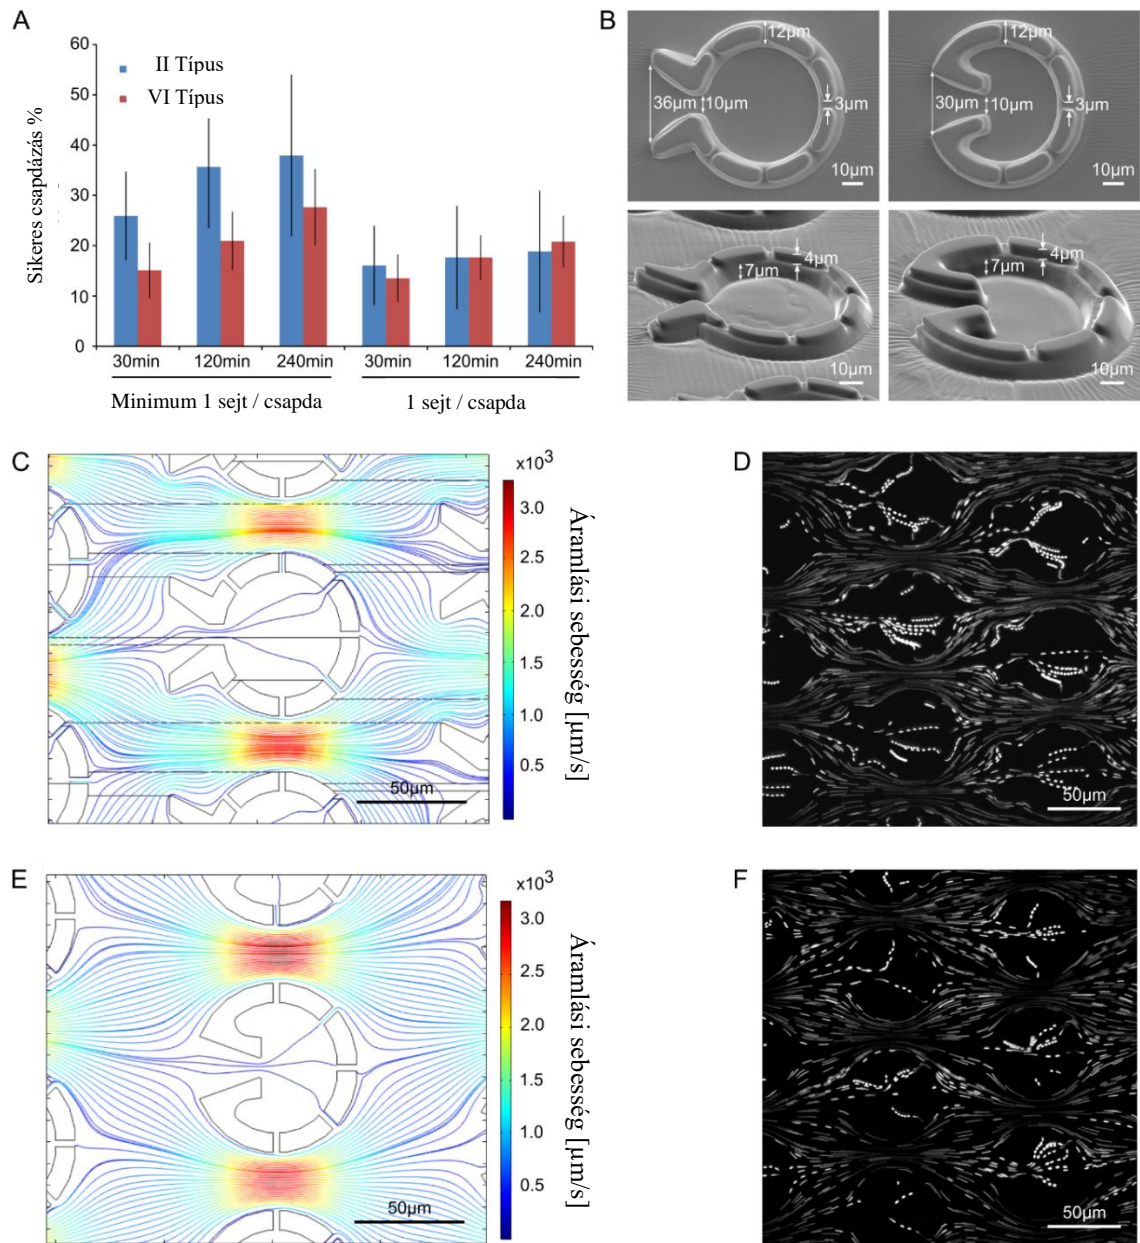 A
60
50
40
30
20
10
0
Sikeres csapdázás %
II Típus
VI Típus
30min 120min 240min 30min 120min 240min
Minimum 1 sejt / csapda
1 sejt / csapda
B
12µm
36µm
10µm
3µm
10µm
12µm
30µm
10µm
3µm
10µm
7µm
4µm
10µm
7µm
4µm
10µm
C
x10³
3.0
2.5
2.0
1.5
1.0
0.5
Áramlási sebesség [µm/s]
50µm
D
50µm
E
x10³
3.0
2.5
2.0
1.5
1.0
0.5
Áramlási sebesség [µm/s]
50µm
F
50µm